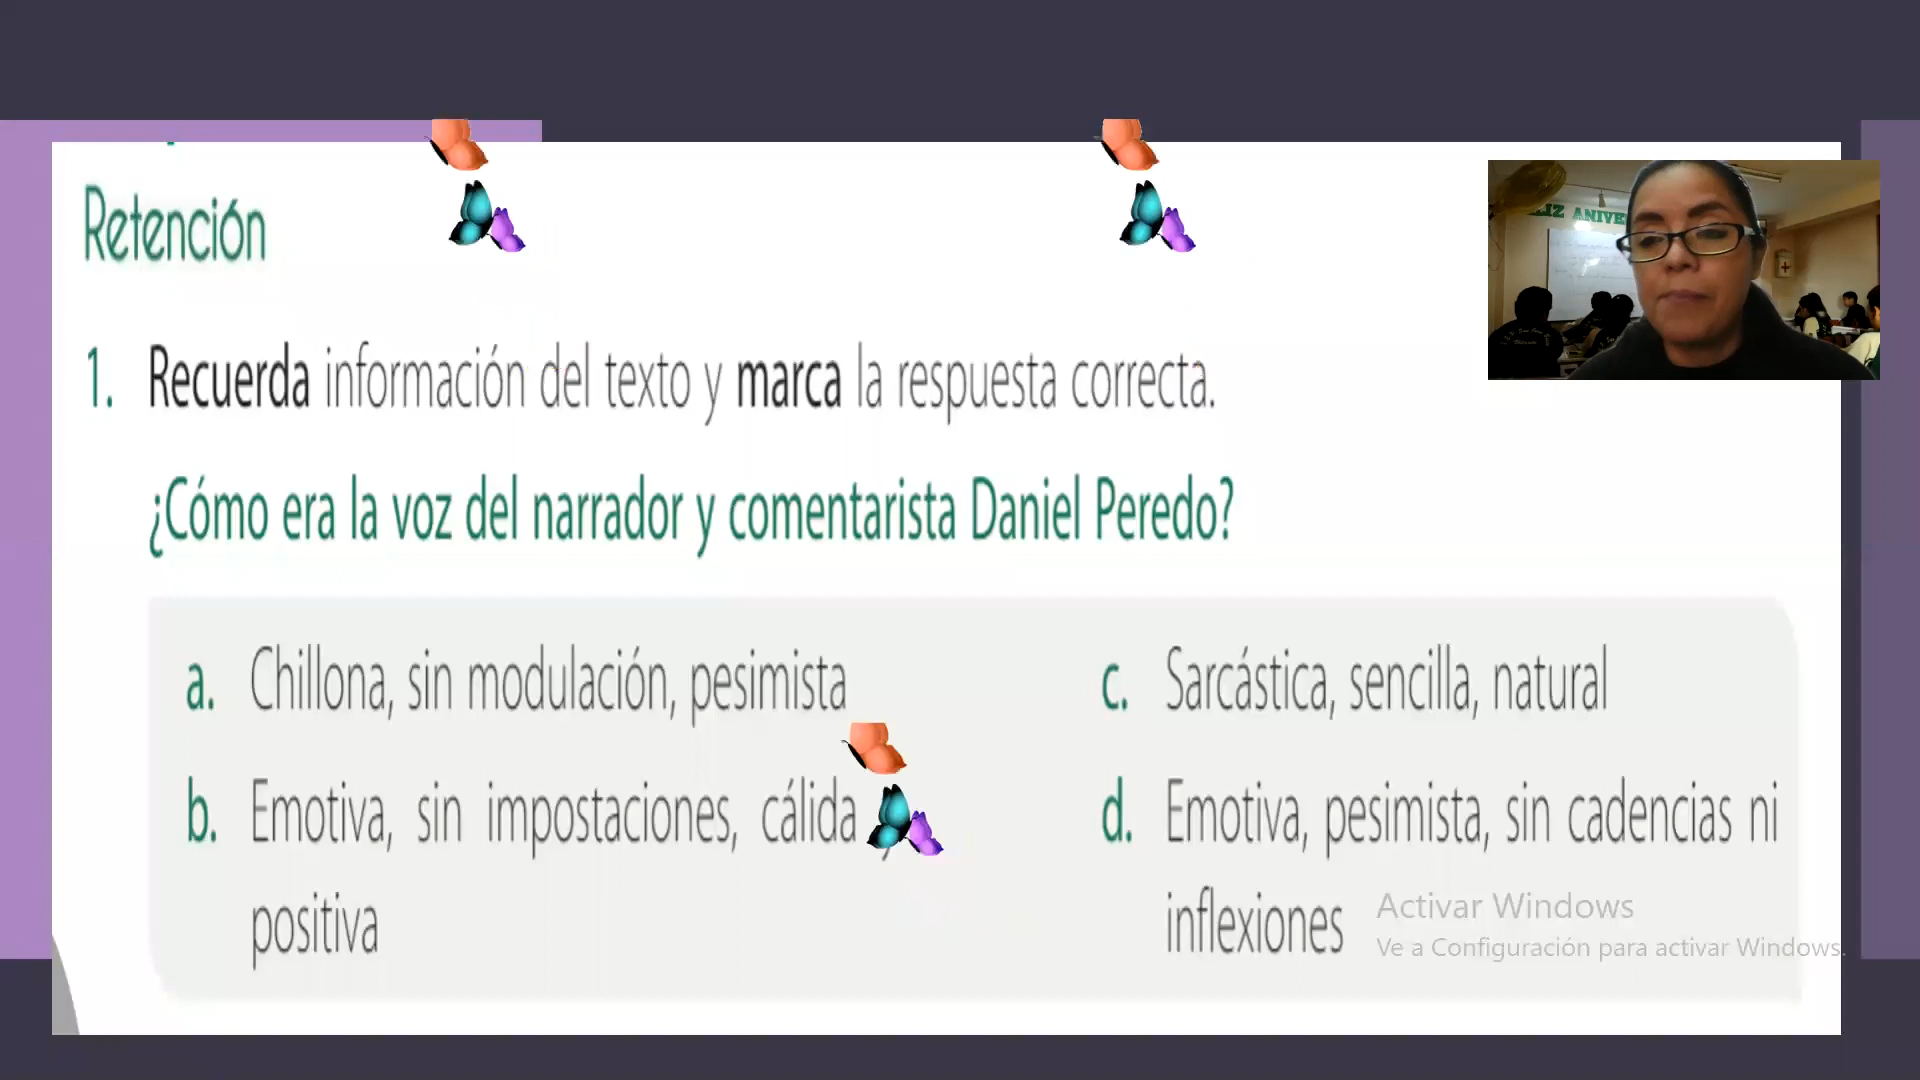 Retención
1. Recuerda información del texto y marca la respuesta correcta.
¿Cómo era la voz del narrador y comentarista Daniel Peredo?
a. Chillona, sin modulación, pesimista
b. Emotiva, sin impostaciones, cálida y
positiva
c. Sarcástica, sencilla, natural
d. Emotiva, pesimista, sin cadencias ni
inflexiones
Activar Windows
Ve a Configuración para activar Windows.